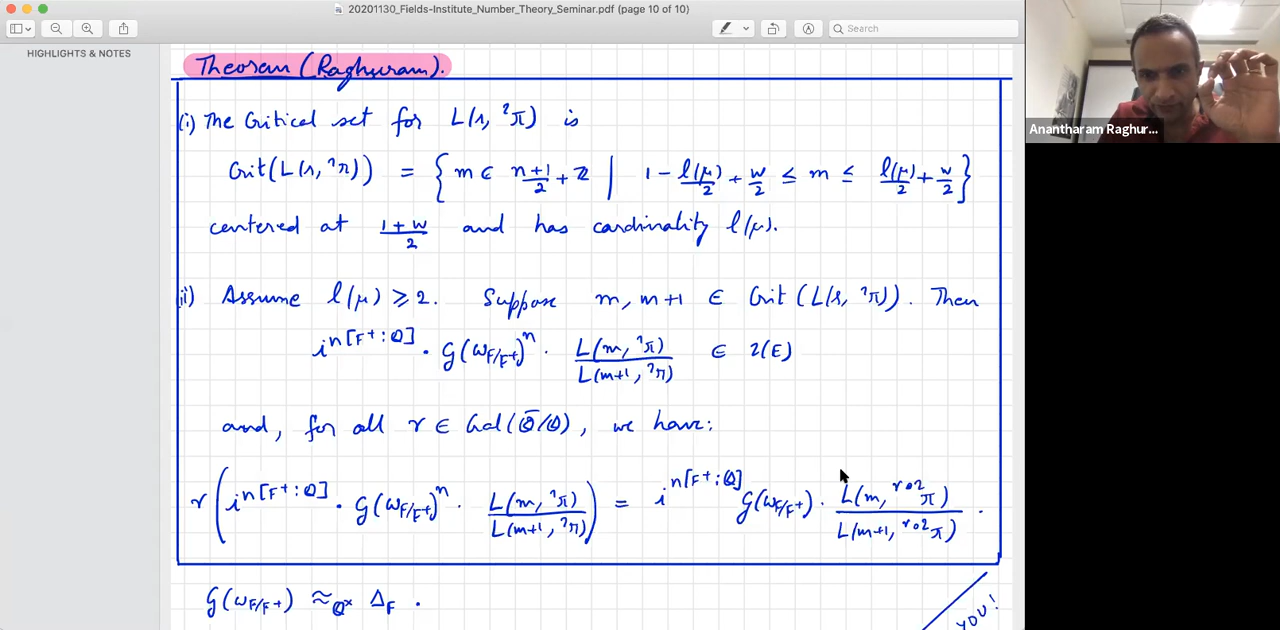 20201130_Fields-Institute_Number_Theory_Seminar.pdf (page 10 of 10)
Search
HIGHLIGHTS & NOTES
Anantharam Raghur...
Theorem (Raghuram).
(i) The Critical set for L(s, ²π) is
Crit(L(s, ²π)) = { m ∈ (n+1)/2 + ℤ | 1 - l(μ)/2 + w/2 ≤ m ≤ l(μ)/2 + w/2 }
centered at (1+w)/2 and has cardinality l(μ).
ii) Assume l(μ) ≥ 2. Suppose m, m+1 ∈ Crit (L(s, ²π)). Then
i^{n[F⁺:ℚ]} · G(ω_{F/F⁺})^n · L(m, ²π)/L(m+1, ²π) ∈ ²(E)
and, for all γ ∈ Gal(ℚ̄/ℚ), we have:
γ( i^{n[F⁺:ℚ]} · G(ω_{F/F⁺})^n · L(m, ²π)/L(m+1, ²π) ) = i^{n[F⁺:ℚ]} G(ω_{F/F⁺}) · L(m, ^{γ∘²}π)/L(m+1, ^{γ∘²}π) .
G(ω_{F/F⁺}) ≈_{ℚ^×} Δ_F .
YOU!